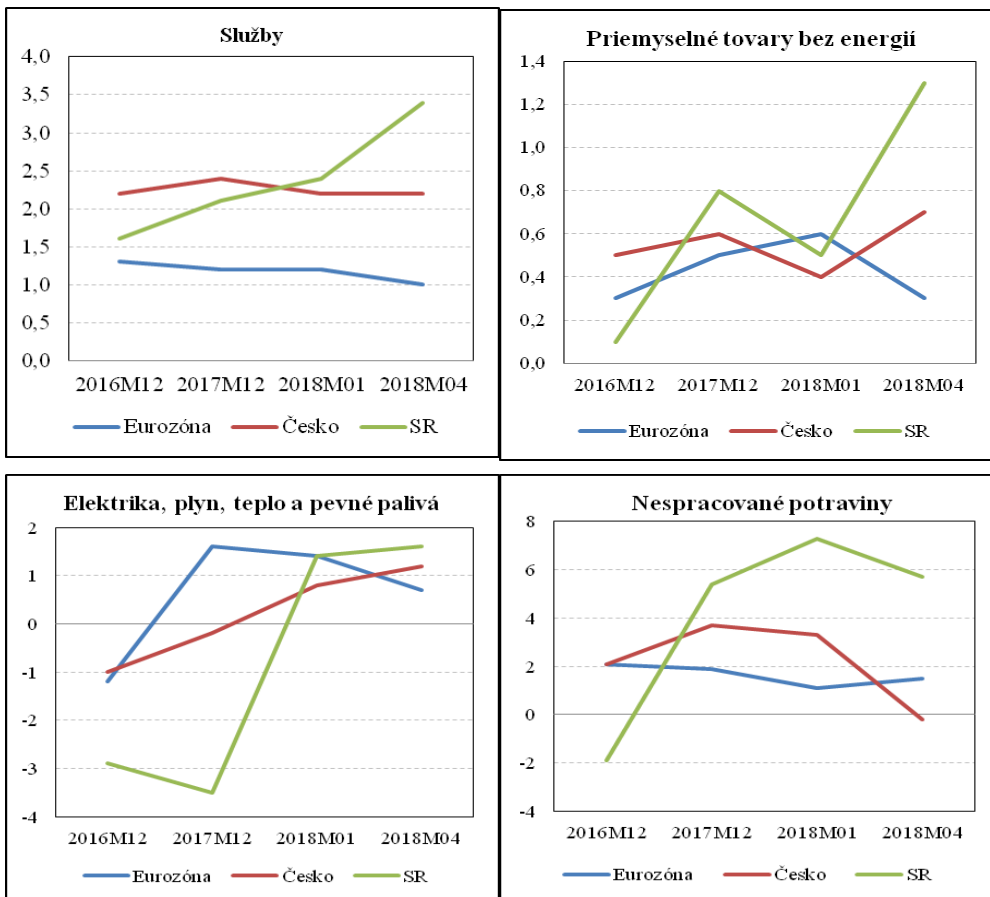 Služby
4,0
3,5
3,0
2,5
2,0
1,5
1,0
0,5
0,0
2016M12 2017M12 2018M01 2018M04
Eurozóna Česko SR
Priemyselné tovary bez energií
1,4
1,2
1,0
0,8
0,6
0,4
0,2
0,0
2016M12 2017M12 2018M01 2018M04
Eurozóna Česko SR
Elektrika, plyn, teplo a pevné palivá
2
1
0
-1
-2
-3
-4
2016M12 2017M12 2018M01 2018M04
Eurozóna Česko SR
Nespracované potraviny
8
6
4
2
0
-2
-4
2016M12 2017M12 2018M01 2018M04
Eurozóna Česko SR